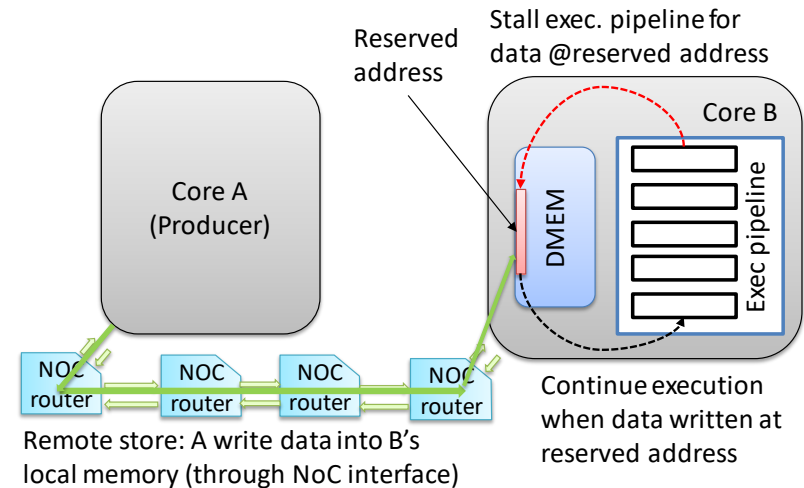 Reserved
address
Stall exec. pipeline for
data @reserved address
Core A
(Producer)
Core B
DMEM
Exec pipeline
NOC
router
NOC
router
NOC
router
NOC
router
Remote store: A write data into B's
local memory (through NoC interface)
Continue execution
when data written at
reserved address